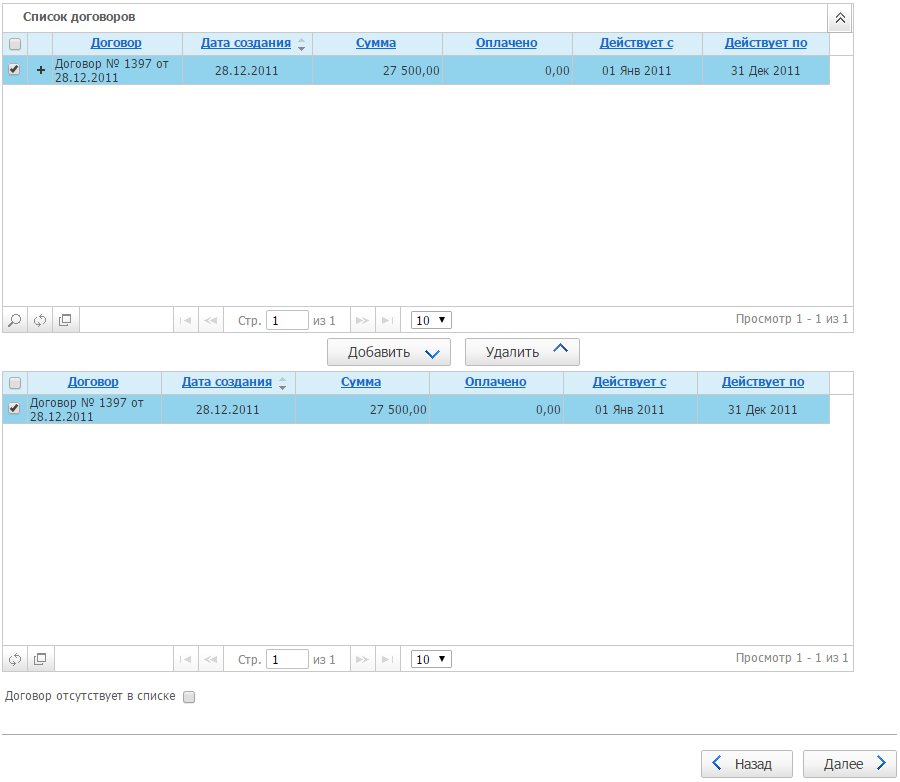 Список договоров
Договор Дата создания Сумма Оплачено Действует с Действует по
Договор № 1397 от 28.12.2011 28.12.2011 27 500,00 0,00 01 Янв 2011 31 Дек 2011
Стр. 1 из 1 10 Просмотр 1 - 1 из 1
Добавить Удалить
Договор Дата создания Сумма Оплачено Действует с Действует по
Договор № 1397 от 28.12.2011 28.12.2011 27 500,00 0,00 01 Янв 2011 31 Дек 2011
Стр. 1 из 1 10 Просмотр 1 - 1 из 1
Договор отсутствует в списке
Назад Далее